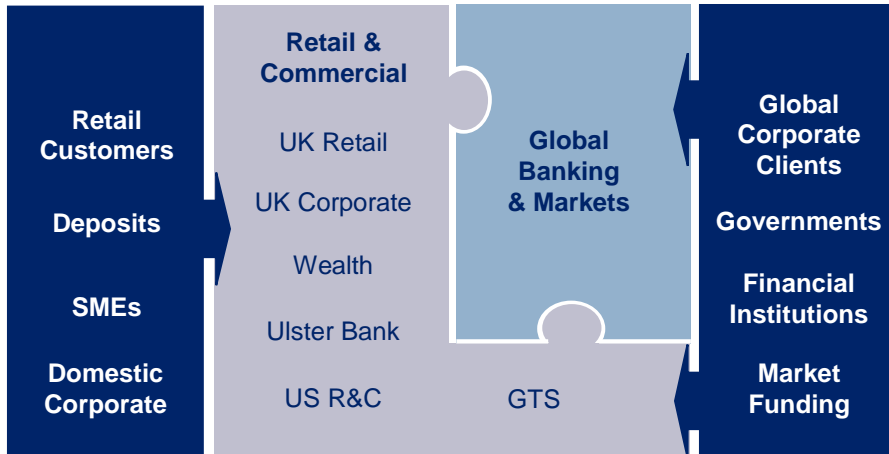 Retail
Customers
Deposits
SMEs
Domestic
Corporate
Retail &
Commercial
UK Retail
UK Corporate
Wealth
Ulster Bank
US R&C
GTS
Global
Banking
& Markets
Global
Corporate
Clients
Governments
Financial
Institutions
Market
Funding